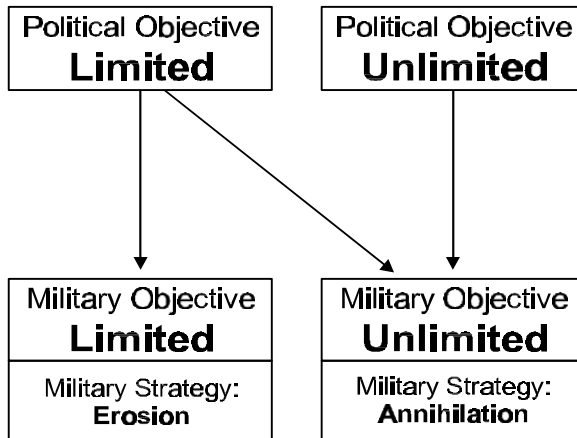 Political Objective
Limited
Political Objective
Unlimited
Military Objective
Limited
Military Strategy:
Erosion
Military Objective
Unlimited
Military Strategy:
Annihilation